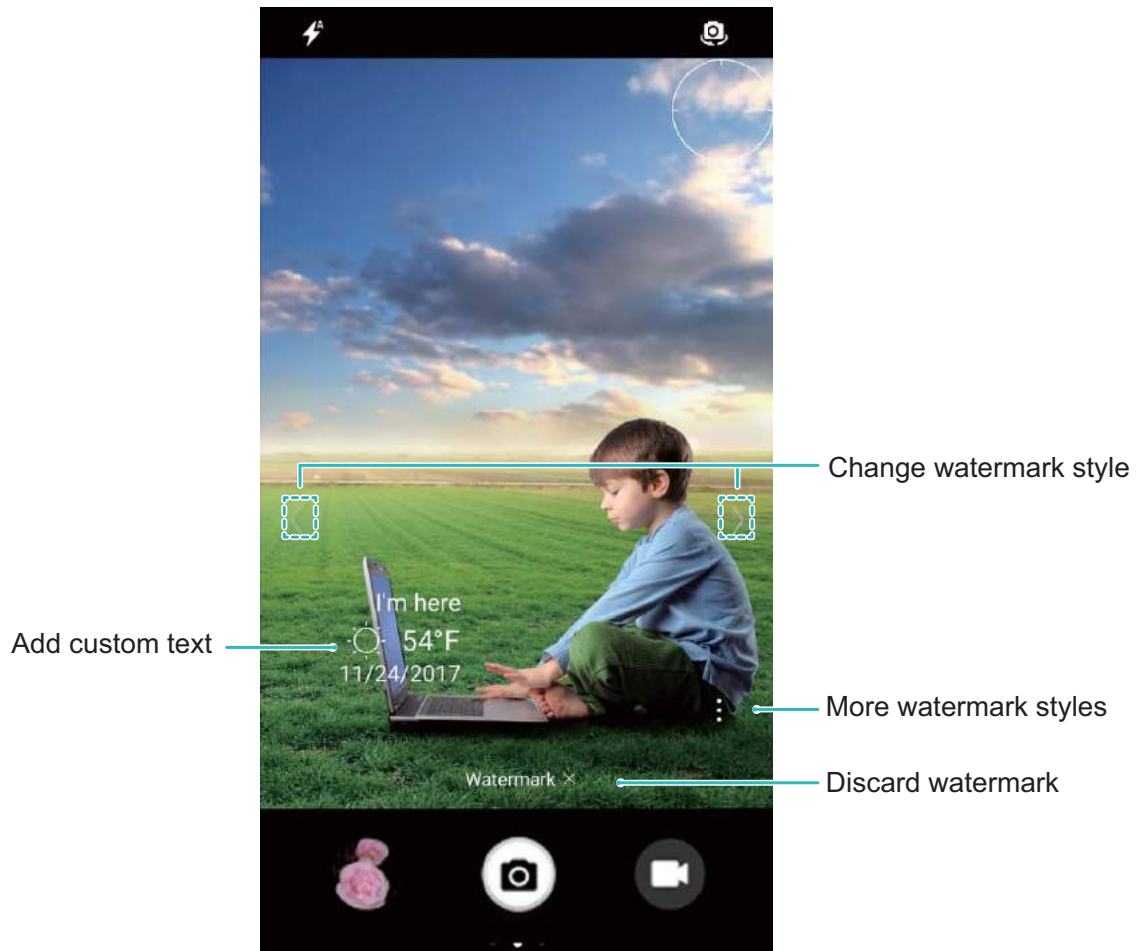 A
Change watermark style
I'm here
54°F
11/24/2017
Add custom text
More watermark styles
Watermark ×
Discard watermark